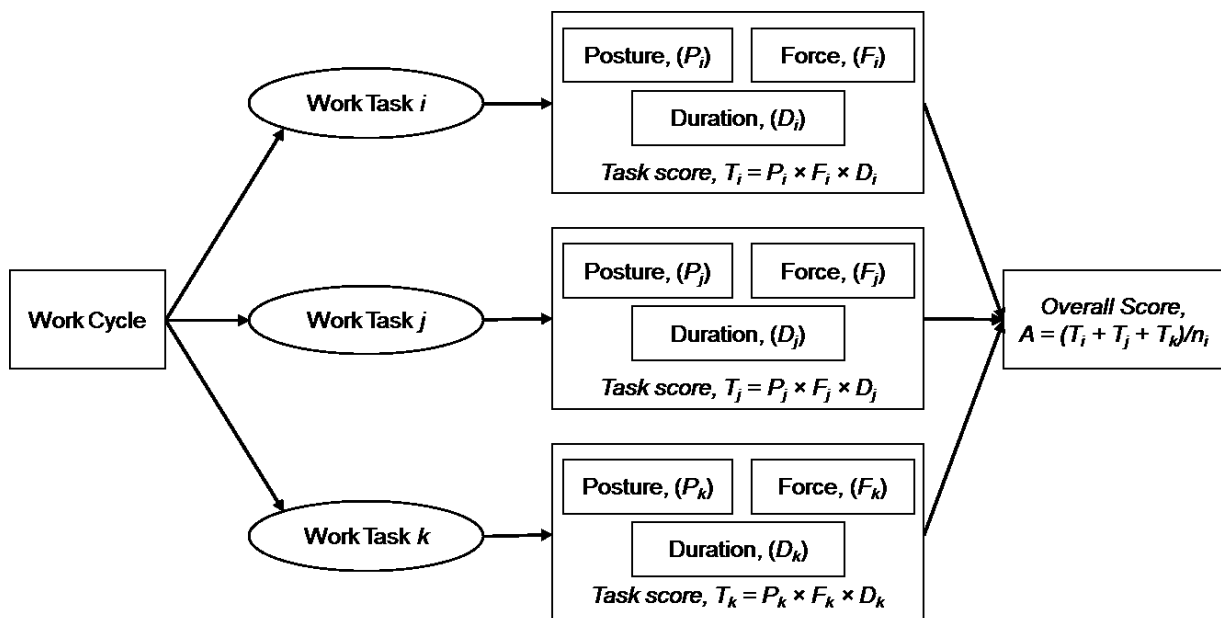 Work Cycle
Work Task i
Posture, (Pi)
Force, (Fi)
Duration, (Di)
Task score, Ti = Pi × Fi × Di
Work Task j
Posture, (Pj)
Force, (Fj)
Duration, (Dj)
Task score, Tj = Pj × Fj × Dj
Work Task k
Posture, (Pk)
Force, (Fk)
Duration, (Dk)
Task score, Tk = Pk × Fk × Dk
Overall Score,
A = (Ti + Tj + Tk)/ni